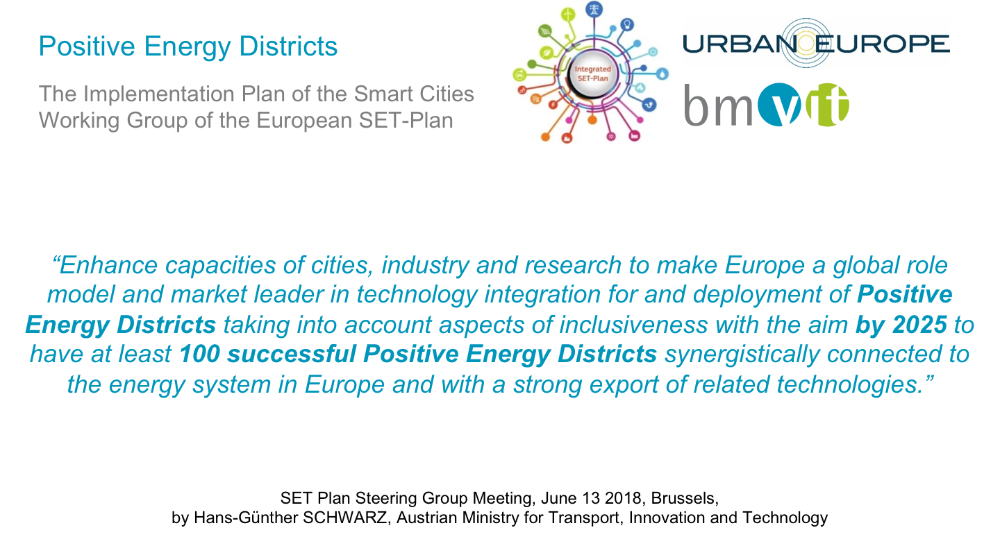 Positive Energy Districts
The Implementation Plan of the Smart Cities
Working Group of the European SET-Plan
Integrated
SET-Plan
URBAN EUROPE
bmvit
“Enhance capacities of cities, industry and research to make Europe a global role
model and market leader in technology integration for and deployment of Positive
Energy Districts taking into account aspects of inclusiveness with the aim by 2025 to
have at least 100 successful Positive Energy Districts synergistically connected to
the energy system in Europe and with a strong export of related technologies.”
SET Plan Steering Group Meeting, June 13 2018, Brussels,
by Hans-Günther SCHWARZ, Austrian Ministry for Transport, Innovation and Technology